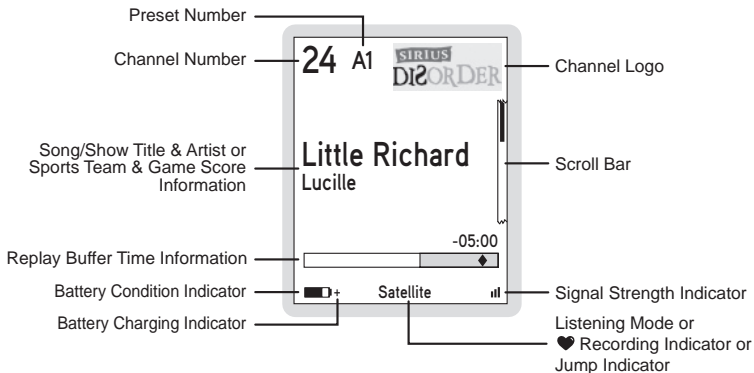 Preset Number
Channel Number
24 A1
SIRIUS
DISORDER
Channel Logo
Song/Show Title & Artist or
Sports Team & Game Score
Information
Little Richard
Lucille
Scroll Bar
-05:00
Replay Buffer Time Information
Battery Condition Indicator
+
Satellite
Signal Strength Indicator
Battery Charging Indicator
Listening Mode or
♥ Recording Indicator or
Jump Indicator